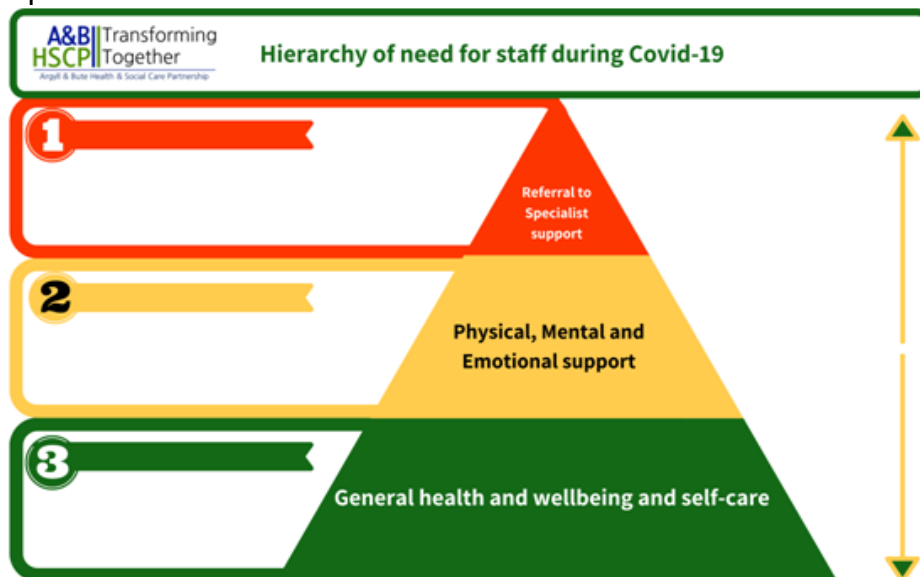 A&B Transforming
HSCP Together
Argyll & Bute Health & Social Care Partnership
Hierarchy of need for staff during Covid-19
1
Referral to
Specialist
support
2
Physical, Mental and
Emotional support
3
General health and wellbeing and self-care